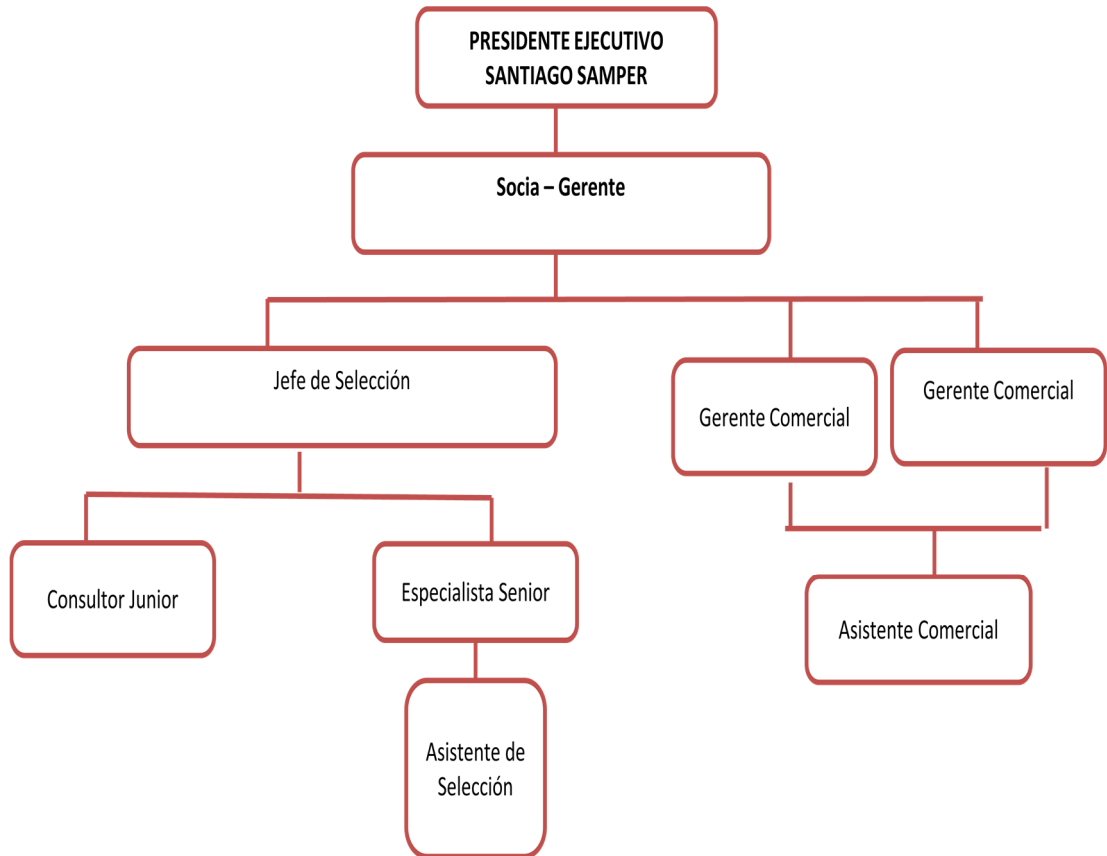 PRESIDENTE EJECUTIVO
SANTIAGO SAMPER
Socia – Gerente
Jefe de Selección
Gerente Comercial
Gerente Comercial
Consultor Junior
Especialista Senior
Asistente Comercial
Asistente de
Selección